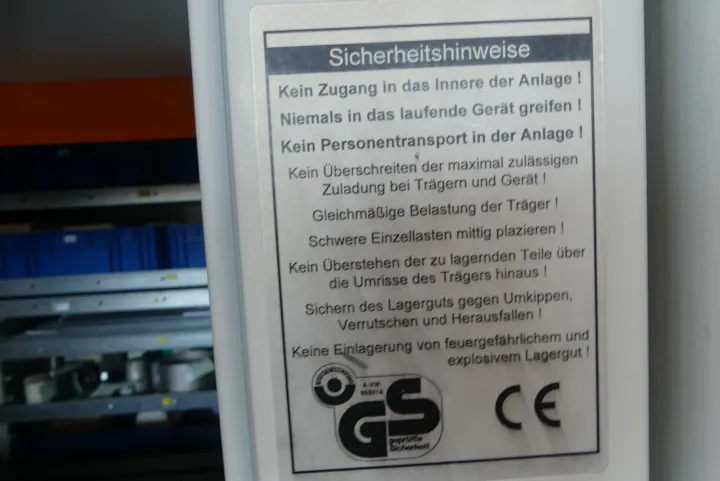 Sicherheitshinweise
Kein Zugang in das Innere der Anlage !
Niemals in das laufende Gerät greifen !
Kein Personentransport in der Anlage !
Kein Überschreiten der maximal zulässigen
Zuladung bei Trägern und Gerät !
Gleichmäßige Belastung der Träger !
Schwere Einzellasten mittig plazieren !
Kein Überstehen der zu lagernden Teile über
die Umrisse des Trägers hinaus !
Sichern des Lagerguts gegen Umkippen,
Verrutschen und Herausfallen !
Keine Einlagerung von feuergefährlichem und
explosivem Lagergut !
GS
geprüfte
Sicherheit
CE